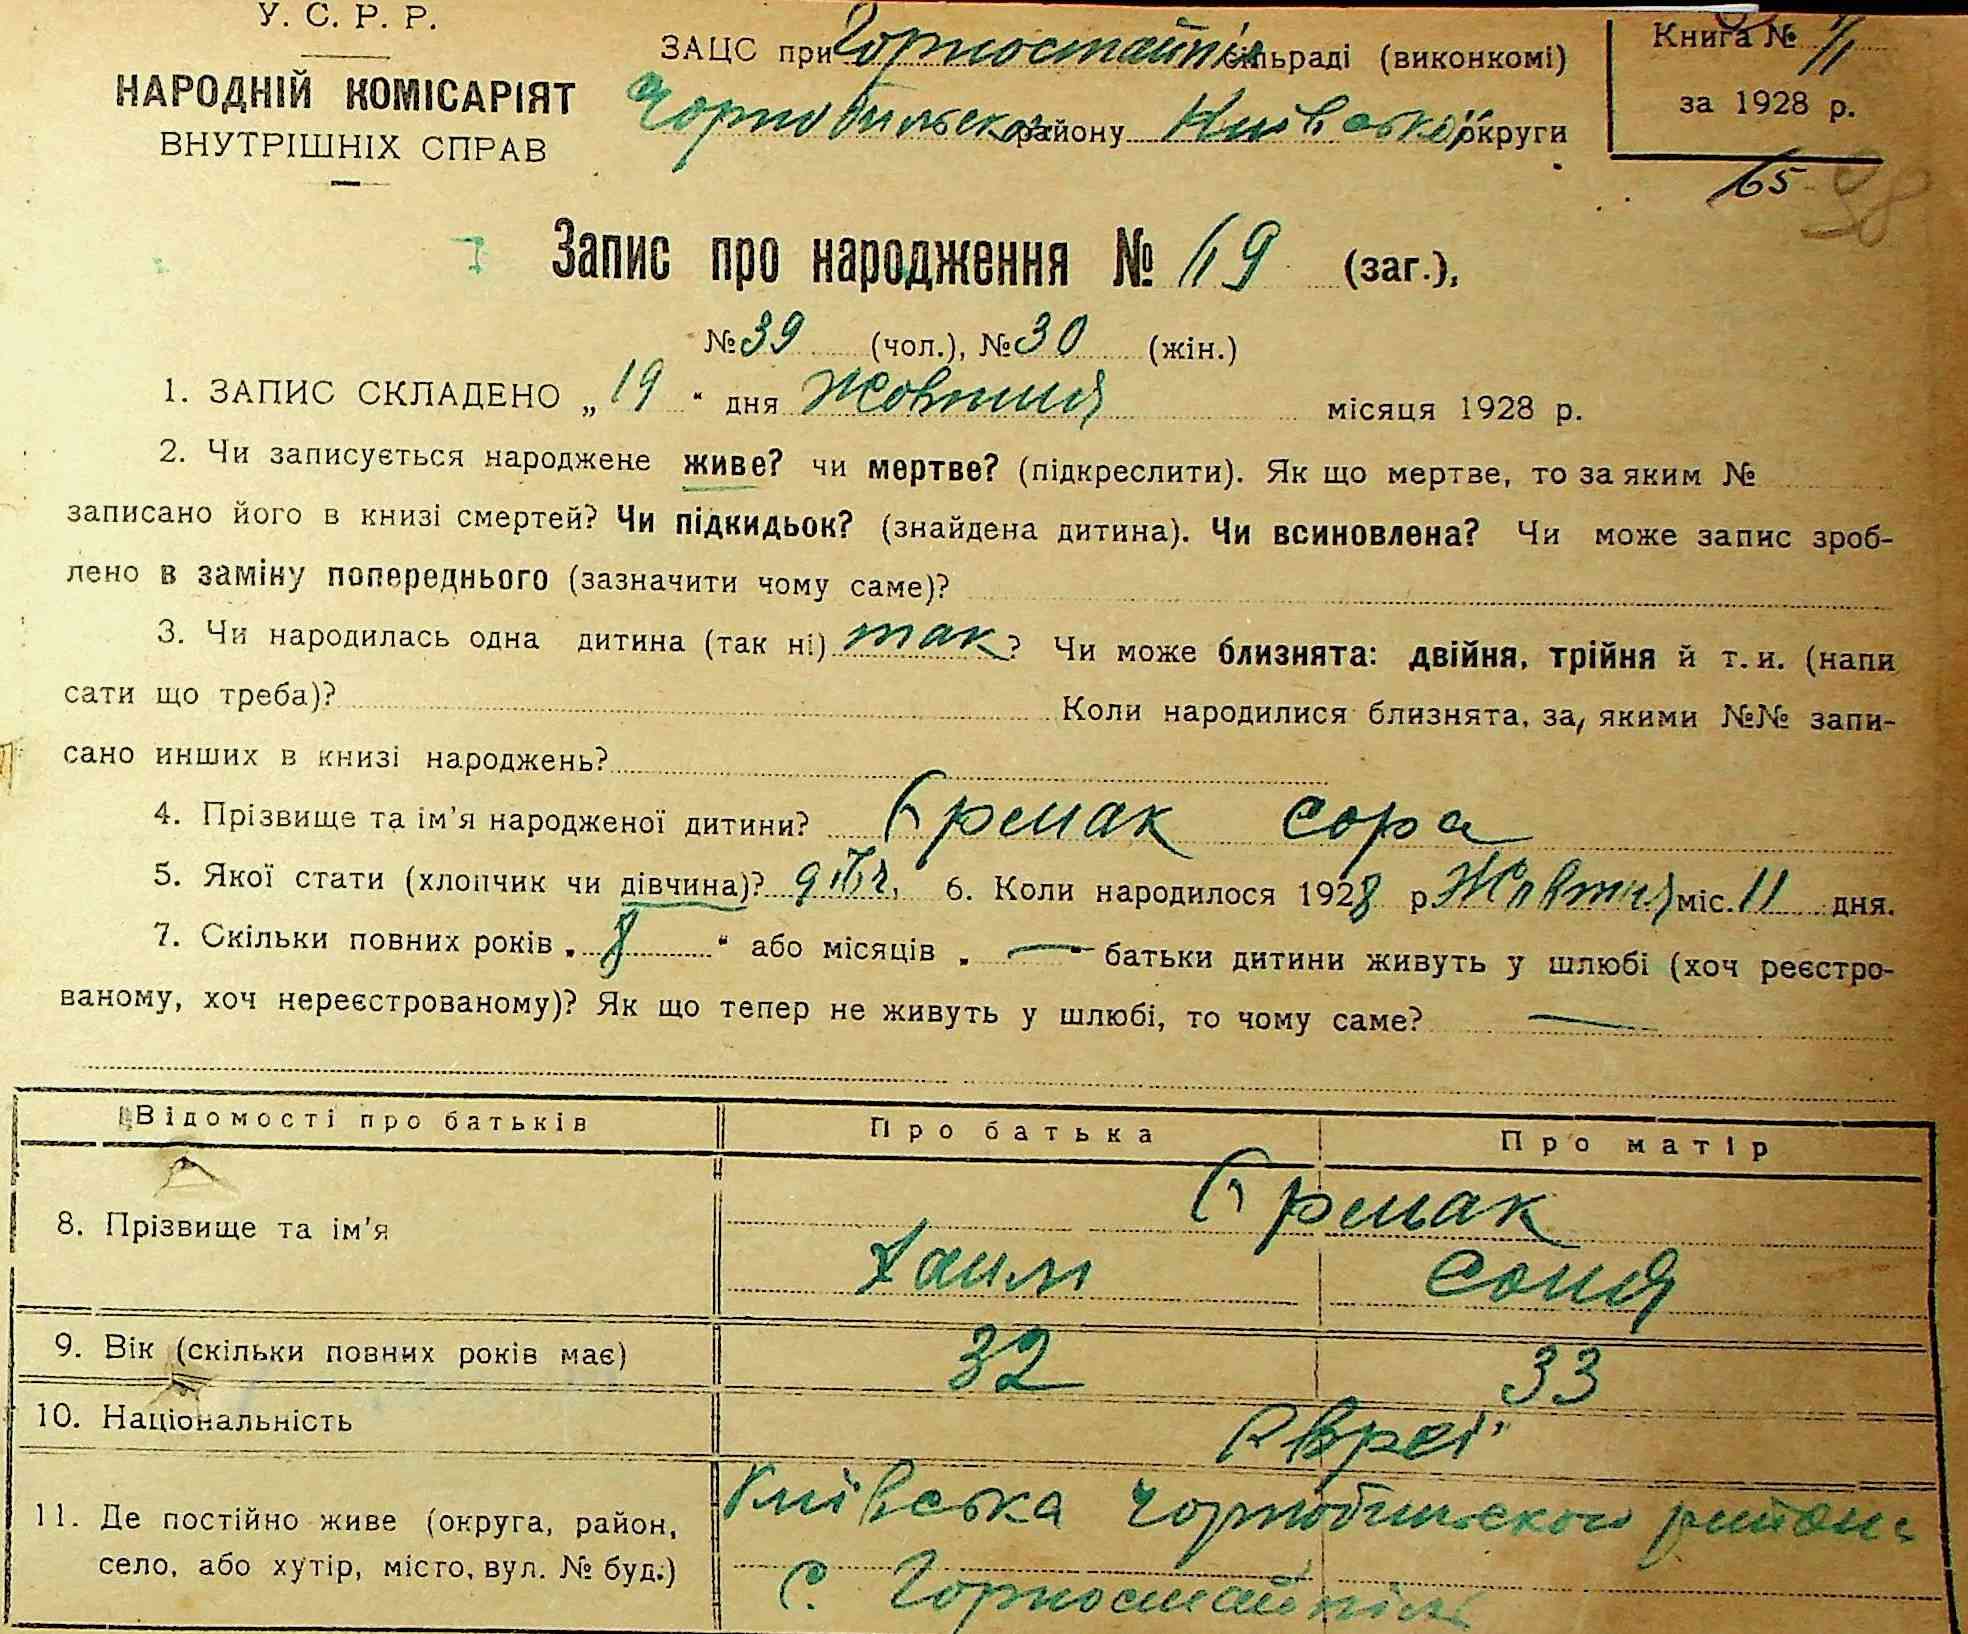 У. С. Р. Р.
НАРОДНІЙ КОМІСАРІЯТ
ВНУТРІШНІХ СПРАВ
ЗАЦС при Горностайпіл сільраді (виконкомі)
Чорнобильськ району Київської округи
Книга №
за 1928 р.
65
98
Запис про народження № 69 (заг.),
№ 39 (чол.), № 30 (жін.)
1. ЗАПИС СКЛАДЕНО „19“ дня Жовтня місяця 1928 р.
2. Чи записується народжене живе? чи мертве? (підкреслити). Як що мертве, то за яким №
записано його в книзі смертей? Чи підкидьок? (знайдена дитина). Чи всиновлена? Чи може запис зроб-
лено в заміну попереднього (зазначити чому саме)?
3. Чи народилась одна дитина (так ні) так? Чи може близнята: двійня, трійня й т. и. (напи
сати що треба)? Коли народилися близнята, за якими №№ запи-
сано инших в книзі народжень?
4. Прізвище та ім'я народженої дитини? Єрмак Сора
5. Якої стати (хлопчик чи дівчина)? дівч. 6. Коли народилося 1928 р Жовтня міс. 11 дня.
7. Скільки повних років „8“ або місяців „—“ батьки дитини живуть у шлюбі (хоч реєстро-
ваному, хоч нереєстрованому)? Як що тепер не живуть у шлюбі, то чому саме? —
Відомості про батьків Про батька Про матір
8. Прізвище та ім'я Єрмак
Хаим Соня
9. Вік (скільки повних років має) 32 33
10. Національність Євреї
11. Де постійно живе (округа, район, Київська Чорнобильског район
село, або хутір, місто, вул. № буд.) С. Горностайпіль